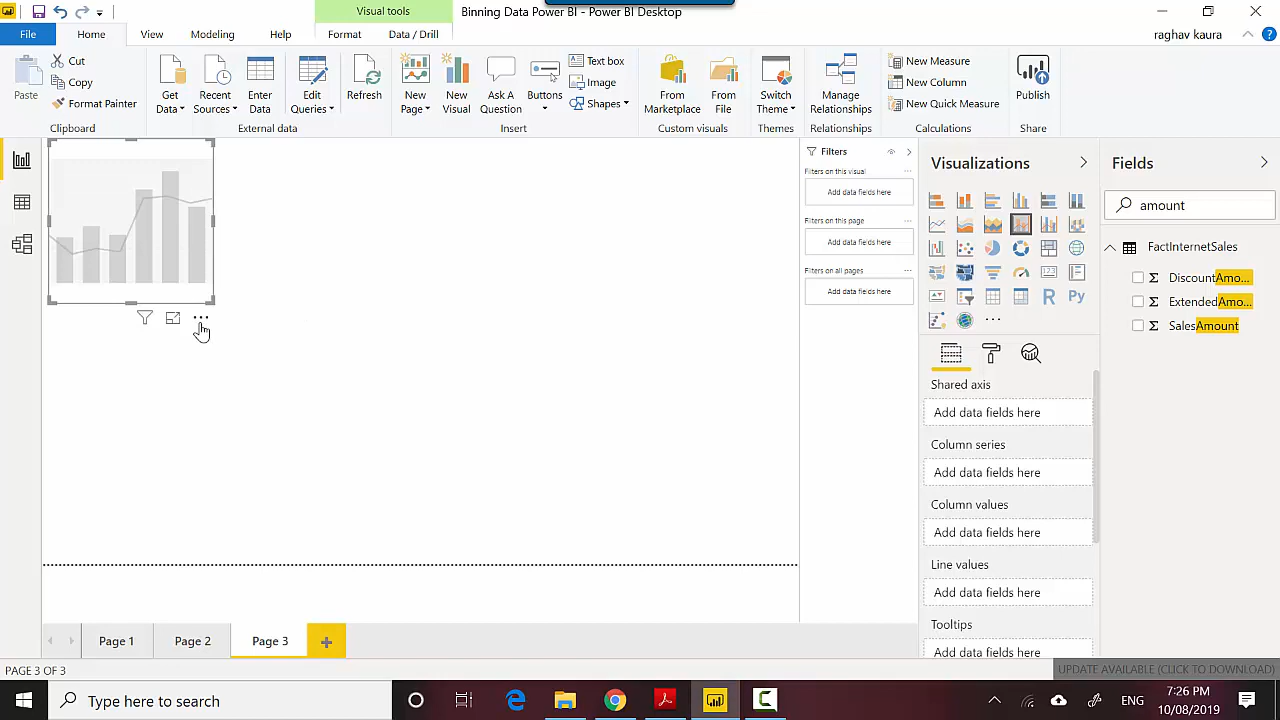 Visual tools
Binning Data Power BI - Power BI Desktop
File
Home
View
Modeling
Help
Format
Data / Drill
raghav kaura
Paste
Cut
Copy
Format Painter
Clipboard
Get
Data
Recent
Sources
Enter
Data
Edit
Queries
Refresh
External data
New
Page
New
Visual
Ask A
Question
Buttons
Text box
Image
Shapes
Insert
From
Marketplace
From
File
Custom visuals
Switch
Theme
Themes
Manage
Relationships
Relationships
New Measure
New Column
New Quick Measure
Calculations
Publish
Share
Filters
Filters on this visual
Add data fields here
Filters on this page
Add data fields here
Filters on all pages
Add data fields here
Visualizations
R
Py
123
Shared axis
Add data fields here
Column series
Add data fields here
Column values
Add data fields here
Line values
Add data fields here
Tooltips
Add data fields here
Fields
amount
FactInternetSales
DiscountAmo...
ExtendedAmo...
SalesAmount
Page 1
Page 2
Page 3
PAGE 3 OF 3
UPDATE AVAILABLE (CLICK TO DOWNLOAD)
Type here to search
ENG
7:26 PM
10/08/2019